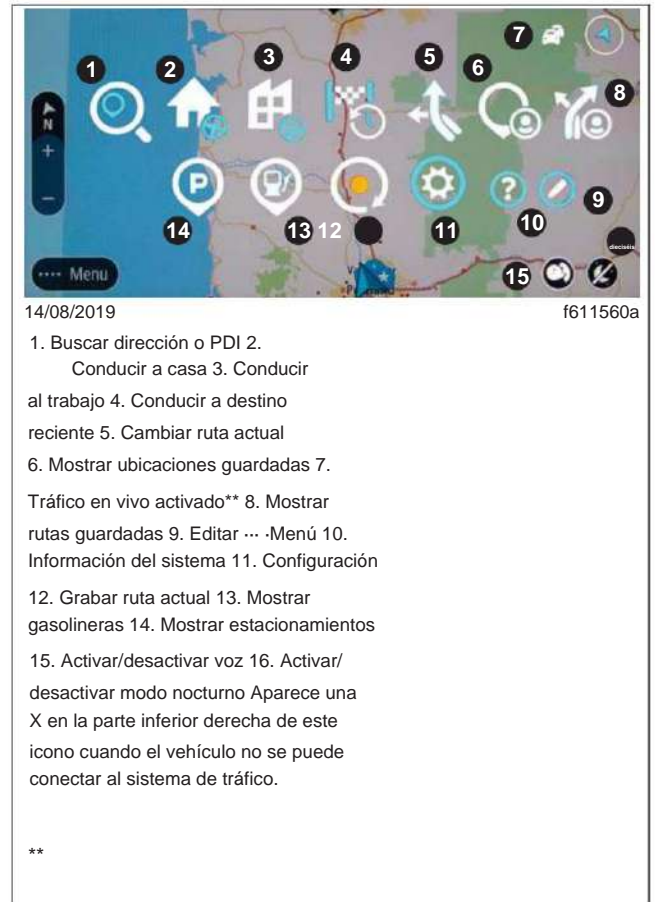 7
4
3
5
6
2
1
8
N
+
−
P
?
9
14
13 12
11
10
dieciséis
···· Menu
15
14/08/2019 f611560a
1. Buscar dirección o PDI 2.
Conducir a casa 3. Conducir
al trabajo 4. Conducir a destino
reciente 5. Cambiar ruta actual
6. Mostrar ubicaciones guardadas 7.
Tráfico en vivo activado** 8. Mostrar
rutas guardadas 9. Editar ··· ·Menú 10.
Información del sistema 11. Configuración
12. Grabar ruta actual 13. Mostrar
gasolineras 14. Mostrar estacionamientos
15. Activar/desactivar voz 16. Activar/
desactivar modo nocturno Aparece una
X en la parte inferior derecha de este
icono cuando el vehículo no se puede
conectar al sistema de tráfico.
**